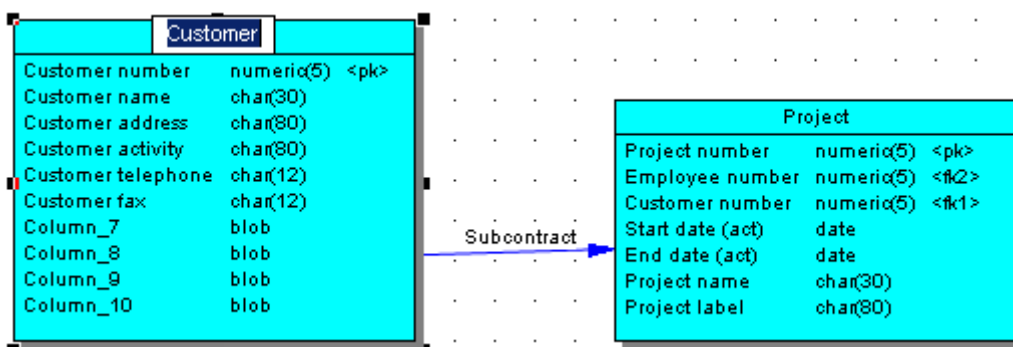 Customer
Customer number numeric(5) <pk>
Customer name char(30)
Customer address char(80)
Customer activity char(80)
Customer telephone char(12)
Customer fax char(12)
Column_7 blob
Column_8 blob
Column_9 blob
Column_10 blob
Subcontract
Project
Project number numeric(5) <pk>
Employee number numeric(5) <fk2>
Customer number numeric(5) <fk1>
Start date (act) date
End date (act) date
Project name char(30)
Project label char(80)